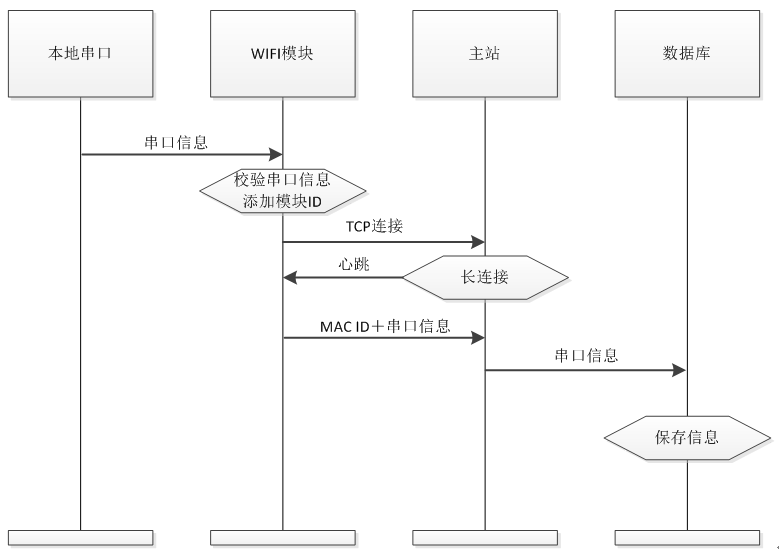 本地串口
WIFI模块
主站
数据库
串口信息
校验串口信息
添加模块ID
TCP连接
心跳
长连接
MAC ID＋串口信息
串口信息
保存信息